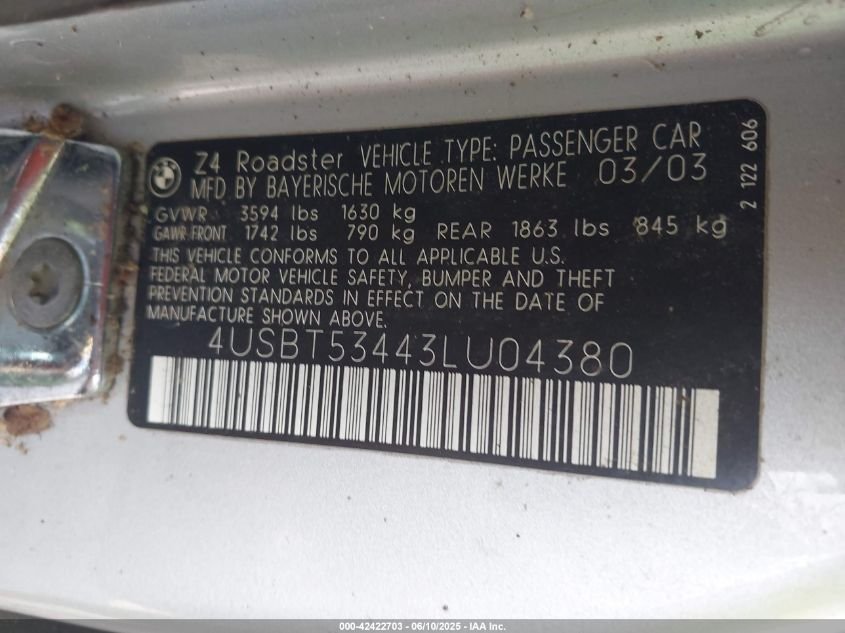 Z4 Roadster VEHICLE TYPE: PASSENGER CAR
MFD BY BAYERISCHE MOTOREN WERKE 03/03
GVWR 3594 lbs 1630 kg
GAWR FRONT 1742 lbs 790 kg REAR 1863 lbs 845 kg
THIS VEHICLE CONFORMS TO ALL APPLICABLE U.S.
FEDERAL MOTOR VEHICLE SAFETY, BUMPER AND THEFT
PREVENTION STANDARDS IN EFFECT ON THE DATE OF
MANUFACTURE SHOWN ABOVE.
4USBT53443LU04380
2 122 606
000-42422703 - 06/10/2025 - IAA Inc.